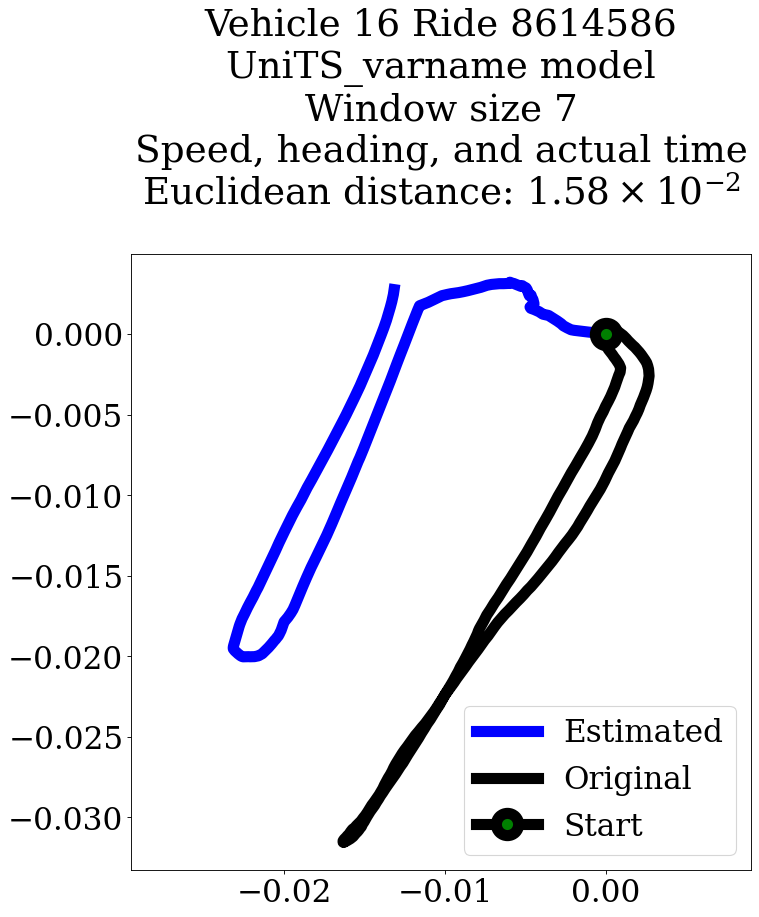 Vehicle 16 Ride 8614586
UniTS_varname model
Window size 7
Speed, heading, and actual time
Euclidean distance: 1.58 × 10⁻²
0.000
−0.005
−0.010
−0.015
−0.020
−0.025
−0.030
Estimated
Original
Start
−0.02
−0.01
0.00